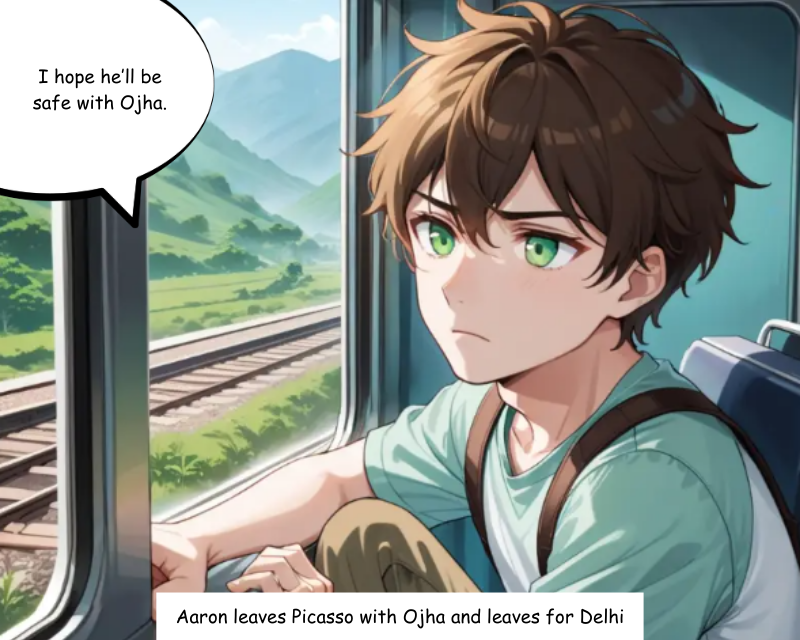 I hope he'll be
safe with Ojha.
Aaron leaves Picasso with Ojha and leaves for Delhi